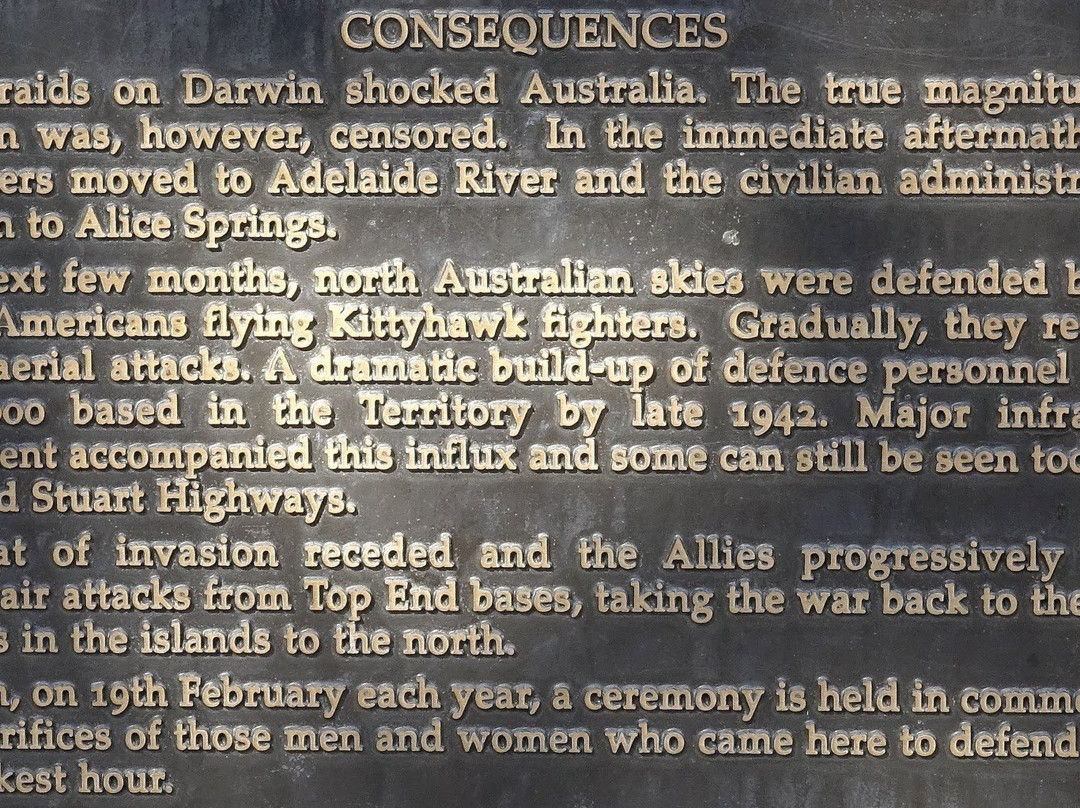 CONSEQUENCES
raids on Darwin shocked Australia. The true magnitu
n was, however, censored. In the immediate aftermath
ers moved to Adelaide River and the civilian administr
n to Alice Springs.
ext few months, north Australian skies were defended b
Americans flying Kittyhawk fighters. Gradually, they re
aerial attacks. A dramatic build-up of defence personnel
000 based in the Territory by late 1942. Major infra
ent accompanied this influx and some can still be seen tod
d Stuart Highways.
at of invasion receded and the Allies progressively
air attacks from Top End bases, taking the war back to the
s in the islands to the north.
n, on 19th February each year, a ceremony is held in comme
rifices of those men and women who came here to defend
kest hour.